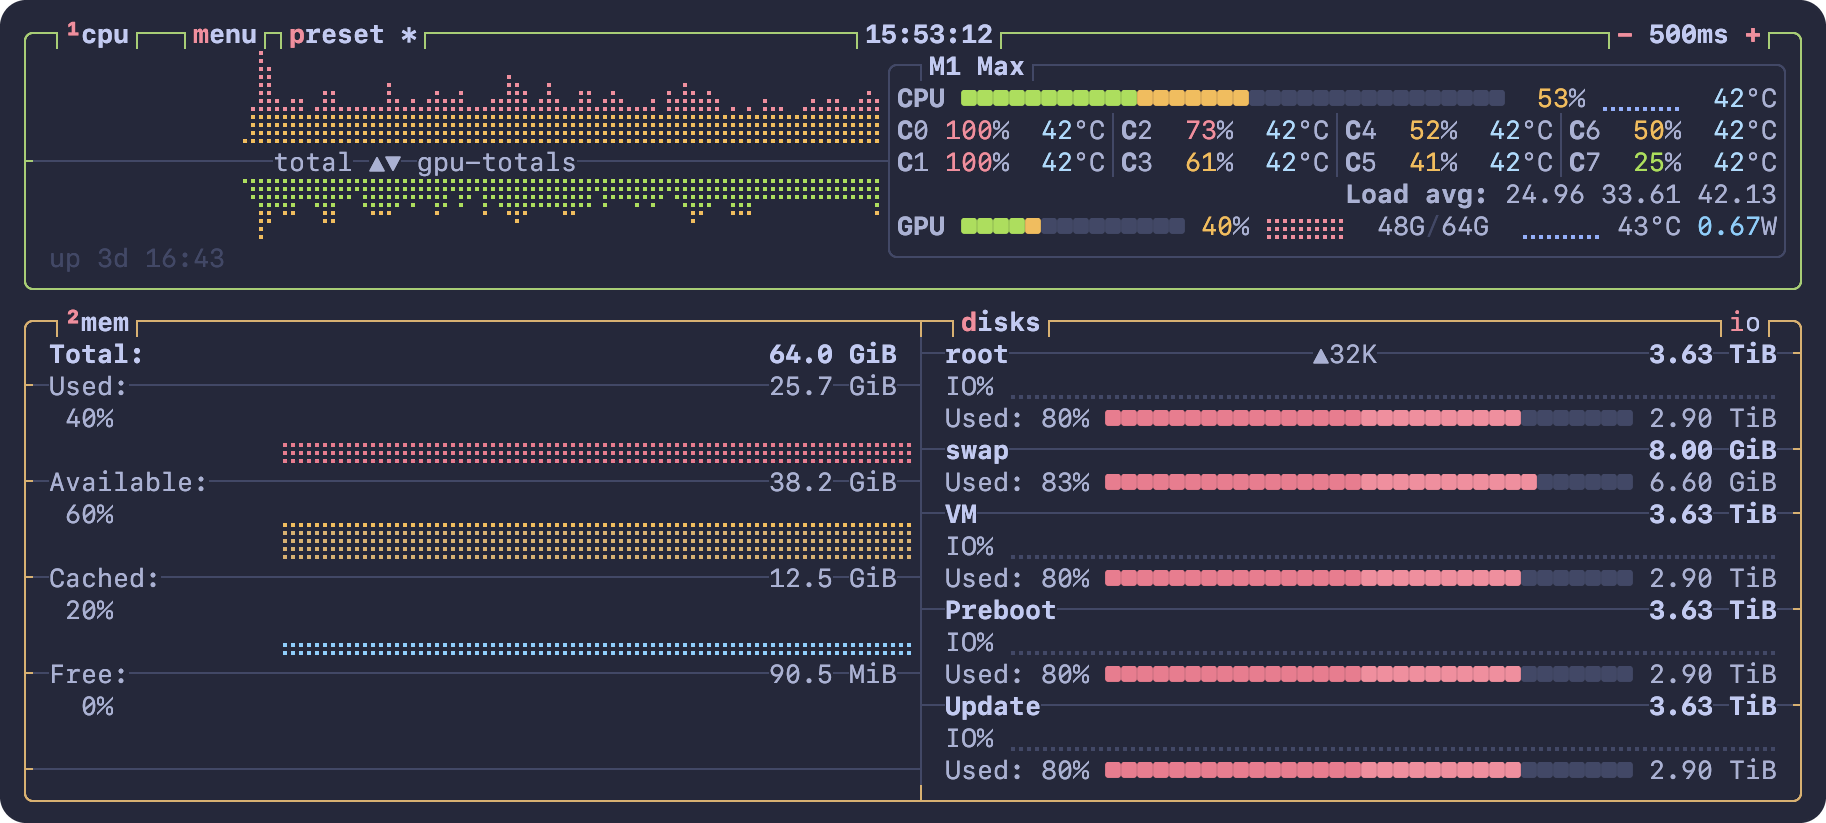 ¹cpu menu preset * 15:53:12 - 500ms +
M1 Max
CPU 53% 42°C
C0 100% 42°C C2 73% 42°C C4 52% 42°C C6 50% 42°C
total ▲▼ gpu-totals C1 100% 42°C C3 61% 42°C C5 41% 42°C C7 25% 42°C
Load avg: 24.96 33.61 42.13
GPU 40% 48G/64G 43°C 0.67W
up 3d 16:43
²mem
Total: 64.0 GiB
Used: 25.7 GiB
40%
Available: 38.2 GiB
60%
Cached: 12.5 GiB
20%
Free: 90.5 MiB
0%
disks io
root ▲32K 3.63 TiB
IO%
Used: 80% 2.90 TiB
swap 8.00 GiB
Used: 83% 6.60 GiB
VM 3.63 TiB
IO%
Used: 80% 2.90 TiB
Preboot 3.63 TiB
IO%
Used: 80% 2.90 TiB
Update 3.63 TiB
IO%
Used: 80% 2.90 TiB